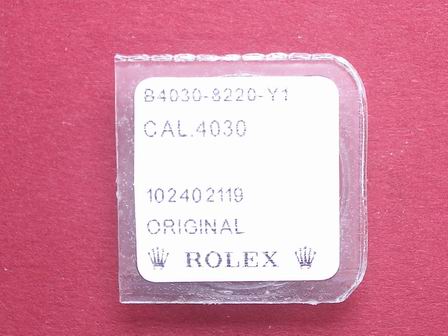 B4030-8220-Y1
CAL.4030
102402119
ORIGINAL
ROLEX